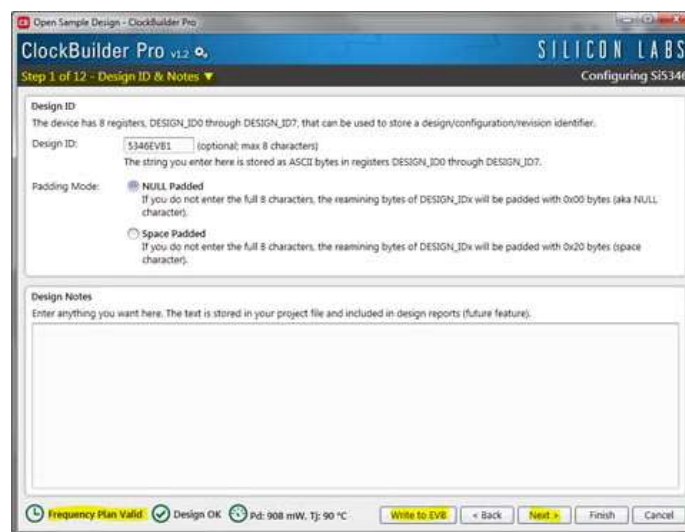 Open Sample Design - ClockBuilder Pro
ClockBuilder Pro v1.2
SILICON LABS
Step 1 of 12 - Design ID & Notes ▼
Configuring Si5346
Design ID
The device has 8 registers, DESIGN_ID0 through DESIGN_ID7, that can be used to store a design/configuration/revision identifier.
Design ID: 5346EVB1 (optional; max 8 characters)
The string you enter here is stored as ASCII bytes in registers DESIGN_ID0 through DESIGN_ID7.
Padding Mode: NULL Padded
If you do not enter the full 8 characters, the reamining bytes of DESIGN_IDx will be padded with 0x00 bytes (aka NULL
character).
Space Padded
If you do not enter the full 8 characters, the reamining bytes of DESIGN_IDx will be padded with 0x20 bytes (space
character).
Design Notes
Enter anything you want here. The text is stored in your project file and included in design reports (future feature).
Frequency Plan Valid Design OK Pd: 908 mW, Tj: 90 °C Write to EVB < Back Next > Finish Cancel